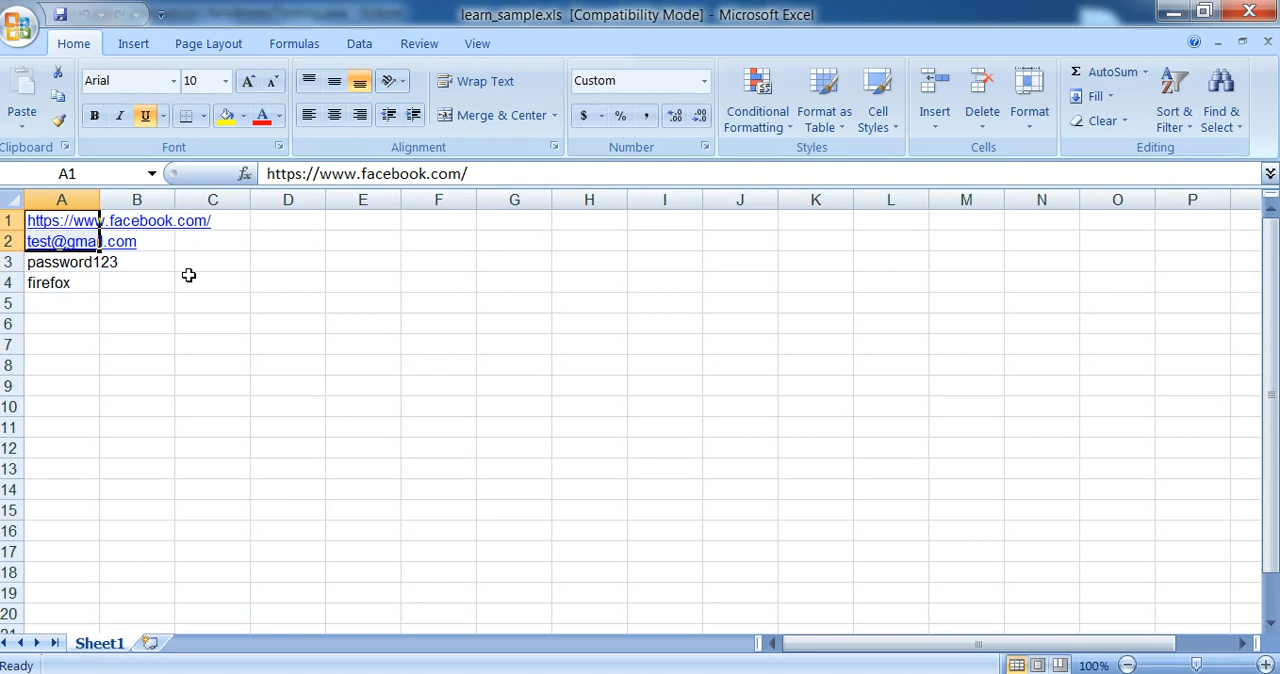 learn_sample.xls [Compatibility Mode] - Microsoft Excel
Home Insert Page Layout Formulas Data Review View
Arial 10 Wrap Text Custom Σ AutoSum
Paste Conditional Formatting Format as Table Cell Styles Insert Delete Format Fill Sort & Filter Find & Select
B I U A Merge & Center $ % , Clear
Clipboard Font Alignment Number Styles Cells Editing
A1 fx https://www.facebook.com/
A B C D E F G H I J K L M N O P
1 https://www.facebook.com/
2 test@gmail.com
3 password123
4 firefox
5
6
7
8
9
10
11
12
13
14
15
16
17
18
19
20
21
Sheet1
Ready 100%